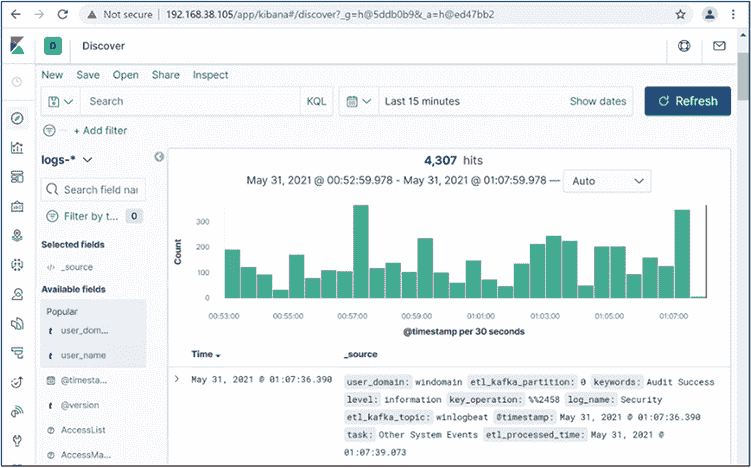 Not secure | 192.168.38.105/app/kibana#/discover?_g=h@5ddb0b9&_a=h@ed47bb2
D Discover
New Save Open Share Inspect
Search KQL Last 15 minutes Show dates Refresh
+ Add filter
logs-*
Search field nar
Filter by t... 0
Selected fields
</> _source
Available fields
Popular
t user_dom...
t user_name
@timesta...
t @version
t AccessList
t AccessMa...
4,307 hits
May 31, 2021 @ 00:52:59.978 - May 31, 2021 @ 01:07:59.978 — Auto
Count
300
200
100
0
00:53:00 00:55:00 00:57:00 00:59:00 01:01:00 01:03:00 01:05:00 01:07:00
@timestamp per 30 seconds
Time _source
> May 31, 2021 @ 01:07:36.390
user_domain: windomain etl_kafka_partition: 0 keywords: Audit Success
level: information key_operation: %%2458 log_name: Security
etl_kafka_topic: winlogbeat @timestamp: May 31, 2021 @ 01:07:36.390
task: Other System Events etl_processed_time: May 31, 2021 @
01:07:39.073